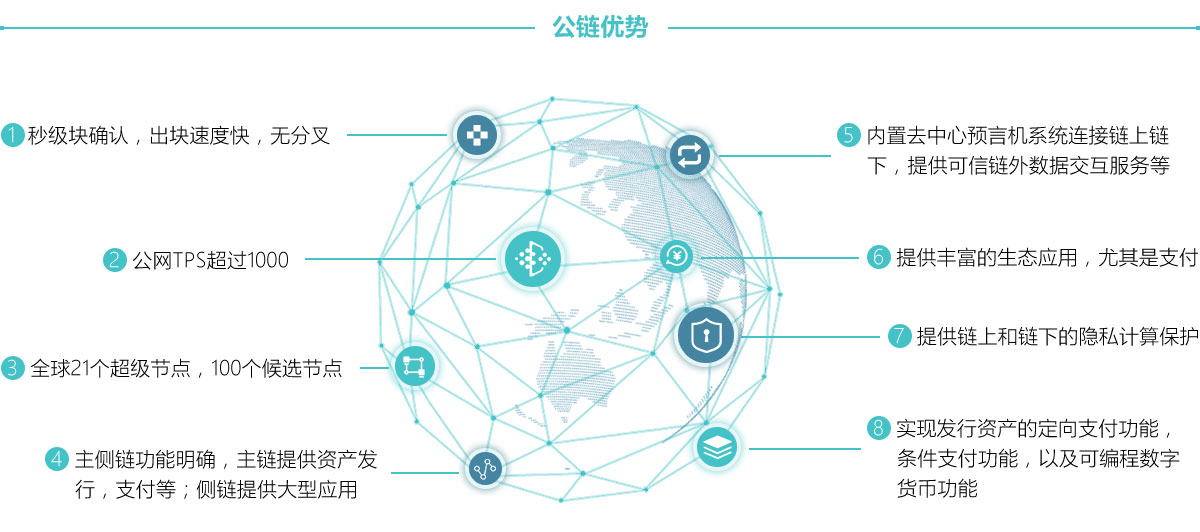 公链优势
1 秒级块确认，出块速度快，无分叉
2 公网TPS超过1000
3 全球21个超级节点，100个候选节点
4 主侧链功能明确，主链提供资产发
行，支付等；侧链提供大型应用
5 内置去中心预言机系统连接链上链
下，提供可信链外数据交互服务等
6 提供丰富的生态应用，尤其是支付
¥
7 提供链上和链下的隐私计算保护
8 实现发行资产的定向支付功能，
条件支付功能，以及可编程数字
货币功能